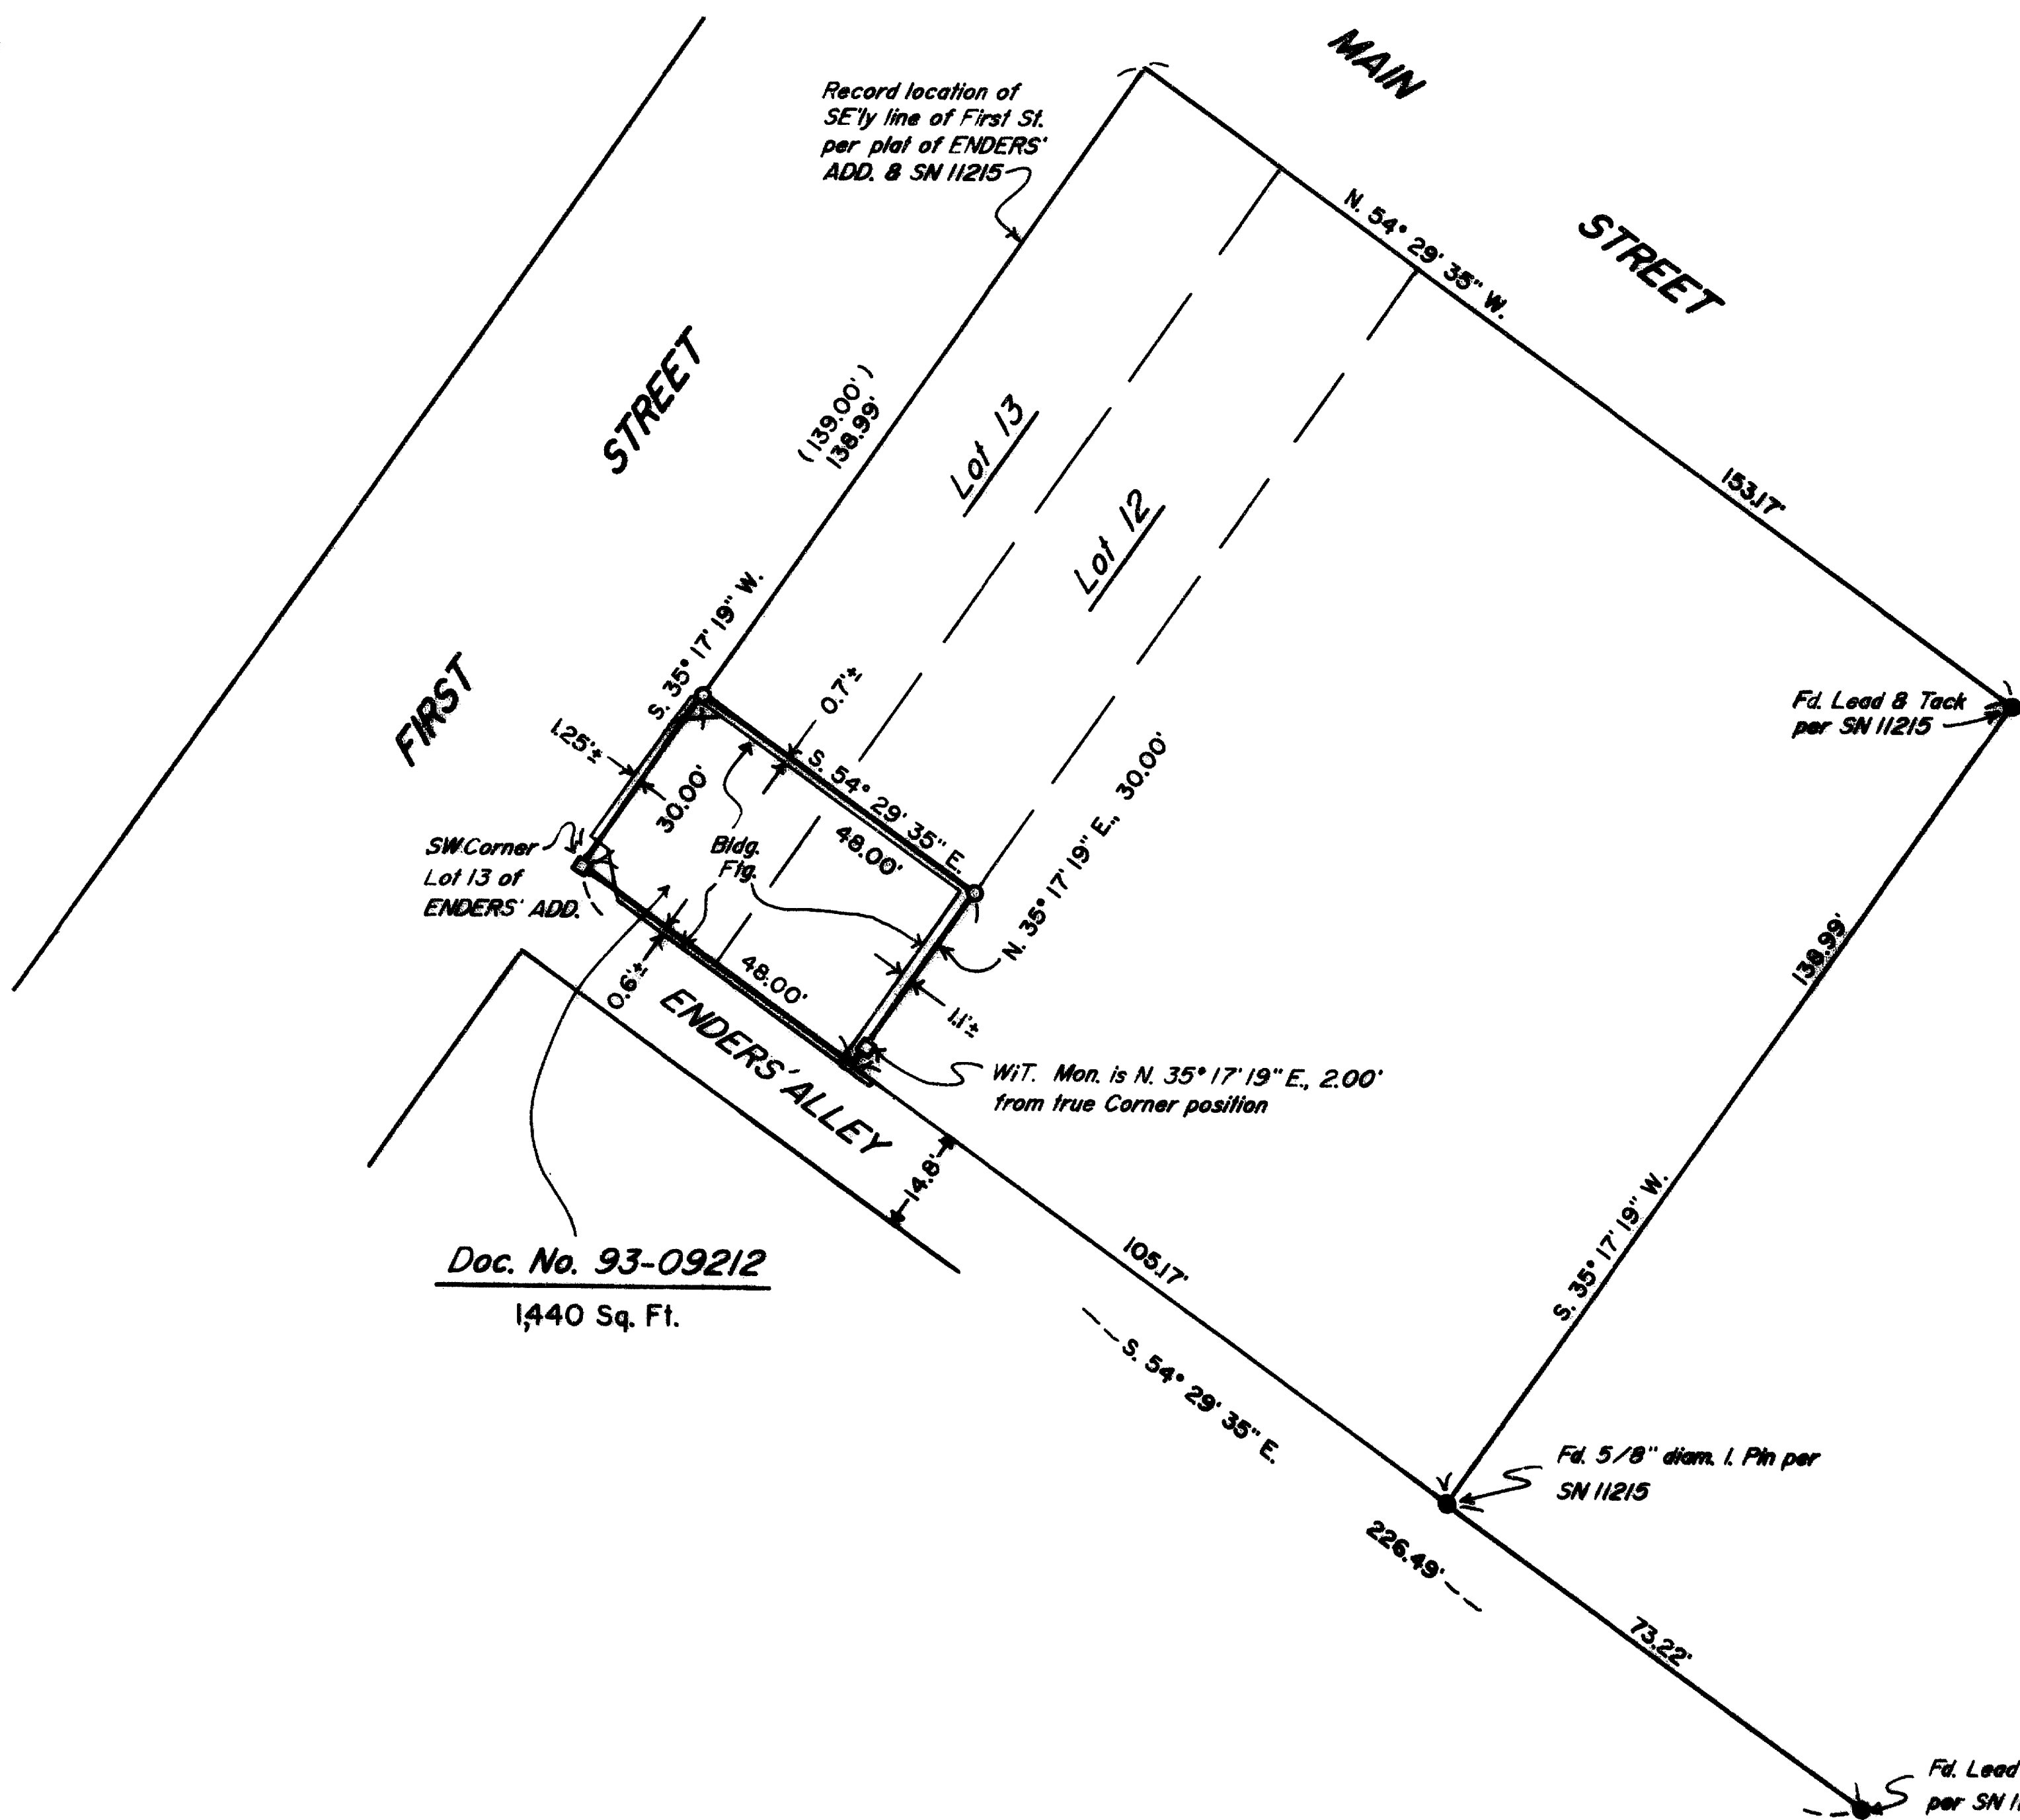 MAIN
STREET
Record location of
SE'ly line of First St.
per plat of ENDERS'
ADD. & SN 11215
N. 54° 29' 35" W.
153.17'
STREET
FIRST
(139.00')
138.99'
Lot 13
Lot 12
S. 35° 17' 19" W.
0.7'±
1.25'±
30.00'
S. 54° 29' 35" E.
48.00'
N. 35° 17' 19" E., 30.00'
Fd. Lead & Tack
per SN 11215
SW Corner
Lot 13 of
ENDERS' ADD.
Bldg.
Ftg.
0.6'±
48.00'
1.1'±
138.99'
S. 35° 17' 19" W.
ENDERS' ALLEY
WIT. Mon. is N. 35° 17' 19" E., 2.00'
from true Corner position
14.8'
Doc. No. 93-09212
1,440 Sq. Ft.
105.17'
S. 54° 29' 35" E.
226.49'
Fd. 5/8" diam. I. Pin per
SN 11215
73.22'
Fd. Lead
per SN